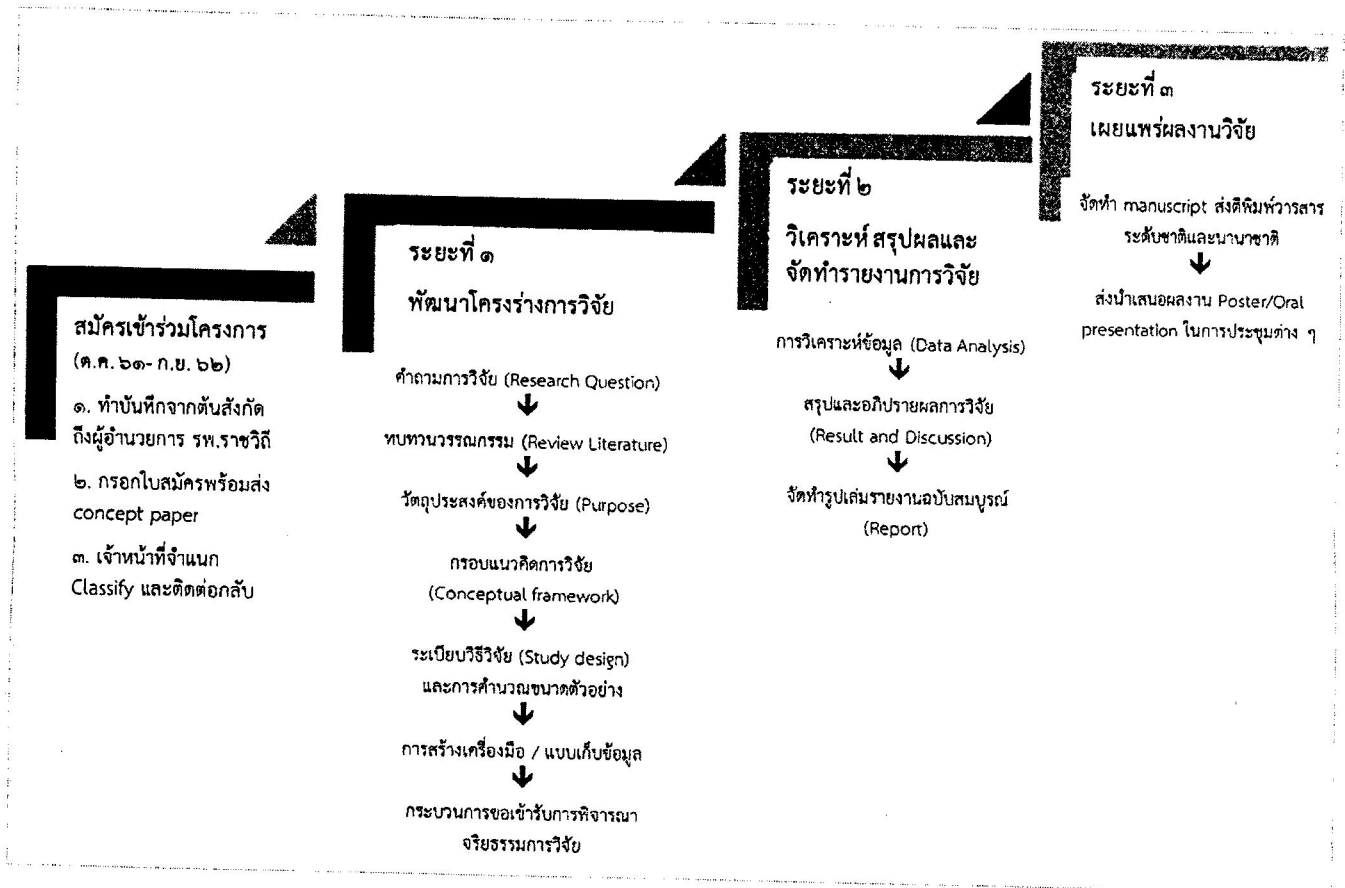 สมัครเข้าร่วมโครงการ
(ต.ค. ๖๑- ก.ย. ๖๒)
๑. ทำบันทึกจากต้นสังกัด
ถึงผู้อำนวยการ รพ.ราชวิถี
๒. กรอกใบสมัครพร้อมส่ง
concept paper
๓. เจ้าหน้าที่จำแนก
Classify และติดต่อกลับ
ระยะที่ ๑
พัฒนาโครงร่างการวิจัย
คำถามการวิจัย (Research Question)
ทบทวนวรรณกรรม (Review Literature)
วัตถุประสงค์ของการวิจัย (Purpose)
กรอบแนวคิดการวิจัย
(Conceptual framework)
ระเบียบวิธีวิจัย (Study design)
และการคำนวณขนาดตัวอย่าง
การสร้างเครื่องมือ / แบบเก็บข้อมูล
กระบวนการขอเข้ารับการพิจารณา
จริยธรรมการวิจัย
ระยะที่ ๒
วิเคราะห์ สรุปผลและ
จัดทำรายงานการวิจัย
การวิเคราะห์ข้อมูล (Data Analysis)
สรุปและอภิปรายผลการวิจัย
(Result and Discussion)
จัดทำรูปเล่มรายงานฉบับสมบูรณ์
(Report)
ระยะที่ ๓
เผยแพร่ผลงานวิจัย
จัดทำ manuscript ส่งตีพิมพ์วารสาร
ระดับชาติและนานาชาติ
ส่งนำเสนอผลงาน Poster/Oral
presentation ในการประชุมต่าง ๆ